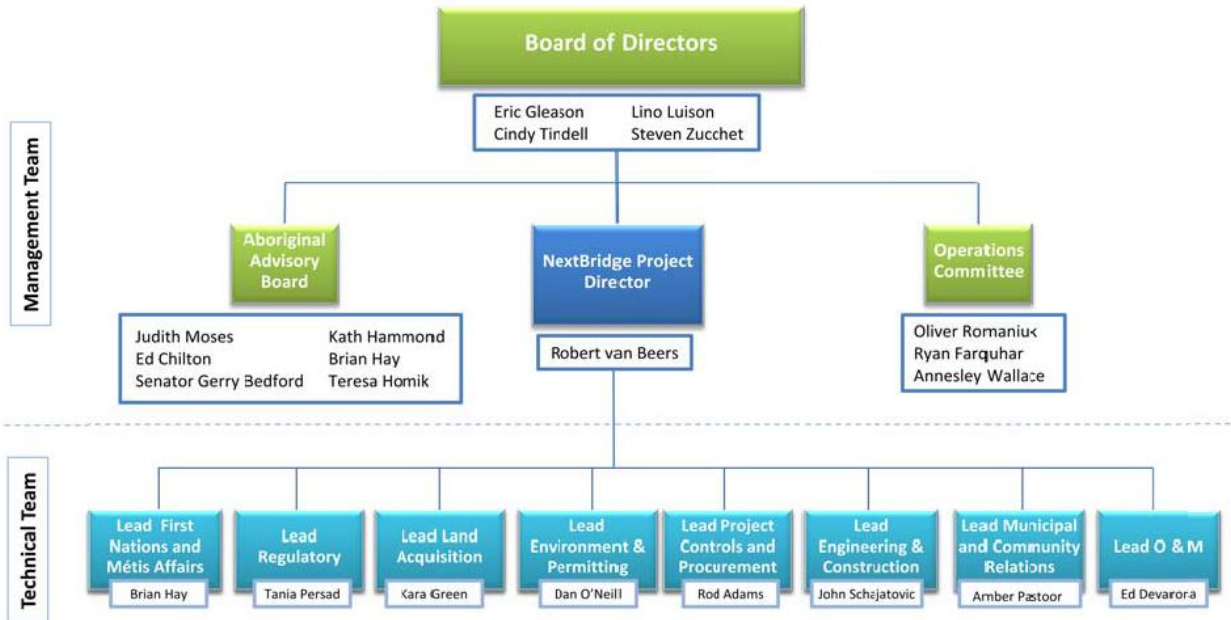 Board of Directors
Eric Gleason Lino Luison
Cindy Tindell Steven Zucchet
Management Team
Aboriginal
Advisory
Board
Judith Moses Kath Hammond
Ed Chilton Brian Hay
Senator Gerry Bedford Teresa Homik
NextBridge Project
Director
Robert van Beers
Operations
Committee
Oliver Romaniuk
Ryan Farquhar
Annesley Wallace
Technical Team
Lead First
Nations and
Métis Affairs
Brian Hay
Lead
Regulatory
Tania Persad
Lead Land
Acquisition
Kara Green
Lead
Environment &
Permitting
Dan O'Neill
Lead Project
Controls and
Procurement
Rod Adams
Lead
Engineering &
Construction
John Schajatovic
Lead Municipal
and Community
Relations
Amber Pastoor
Lead O & M
Ed Devarona